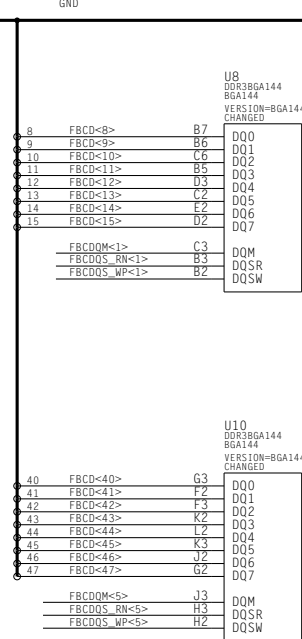 GND
U8
DDR3BGA144
BGA144
VERSION=BGA144
CHANGED
8 FBCD<8> B7 DQ0
9 FBCD<9> B6 DQ1
10 FBCD<10> C6 DQ2
11 FBCD<11> B5 DQ3
12 FBCD<12> D3 DQ4
13 FBCD<13> C2 DQ5
14 FBCD<14> E2 DQ6
15 FBCD<15> D2 DQ7
FBCDQM<1> C3 DQM
FBCDQS_RN<1> B3 DQSR
FBCDQS_WP<1> B2 DQSW
U10
DDR3BGA144
BGA144
VERSION=BGA144
CHANGED
40 FBCD<40> G3 DQ0
41 FBCD<41> F2 DQ1
42 FBCD<42> F3 DQ2
43 FBCD<43> K2 DQ3
44 FBCD<44> L2 DQ4
45 FBCD<45> K3 DQ5
46 FBCD<46> J2 DQ6
47 FBCD<47> G2 DQ7
FBCDQM<5> J3 DQM
FBCDQS_RN<5> H3 DQSR
FBCDQS_WP<5> H2 DQSW